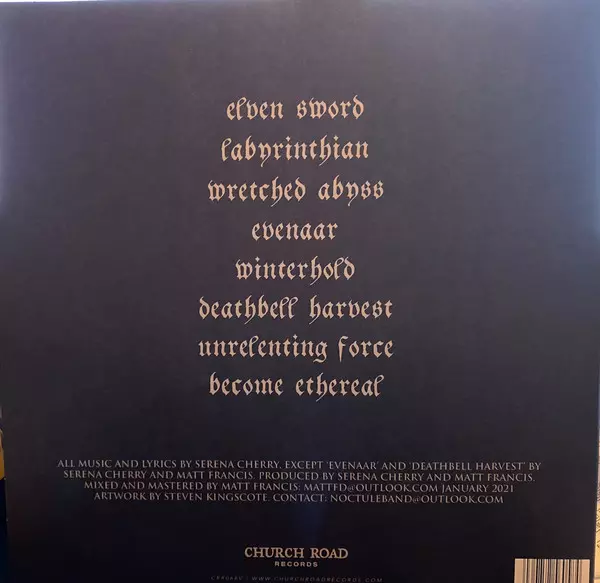 elven sword
labyrinthian
wretched abyss
evenaar
winterhold
deathbell harvest
unrelenting force
become ethereal
ALL MUSIC AND LYRICS BY SERENA CHERRY, EXCEPT 'EVENAAR' AND 'DEATHBELL HARVEST' BY
SERENA CHERRY AND MATT FRANCIS. PRODUCED BY SERENA CHERRY AND MATT FRANCIS.
MIXED AND MASTERED BY MATT FRANCIS: MATTFD@OUTLOOK.COM JANUARY 2021
ARTWORK BY STEVEN KINGSCOTE. CONTACT: NOCTULEBAND@OUTLOOK.COM
CHURCH ROAD
RECORDS
| WWW.CHURCHROADRECORDS.COM